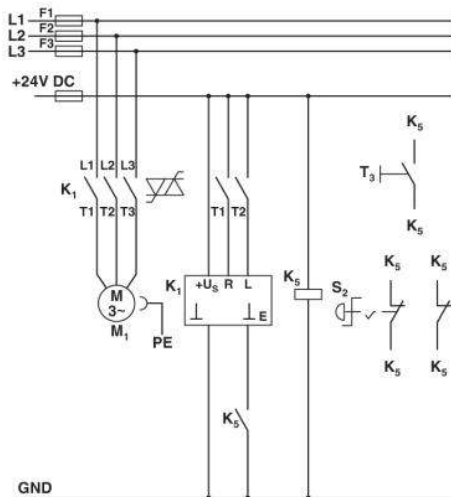 L1 F1
L2 F2
L3 F3
+24V DC
K5
L1 L2 L3
K1
T3
T1 T2 T3
T1 T2
K5
K1 +US R L
K5
S2
K5 K5
M
3~
M1
E
PE
K5 K5
K5
GND